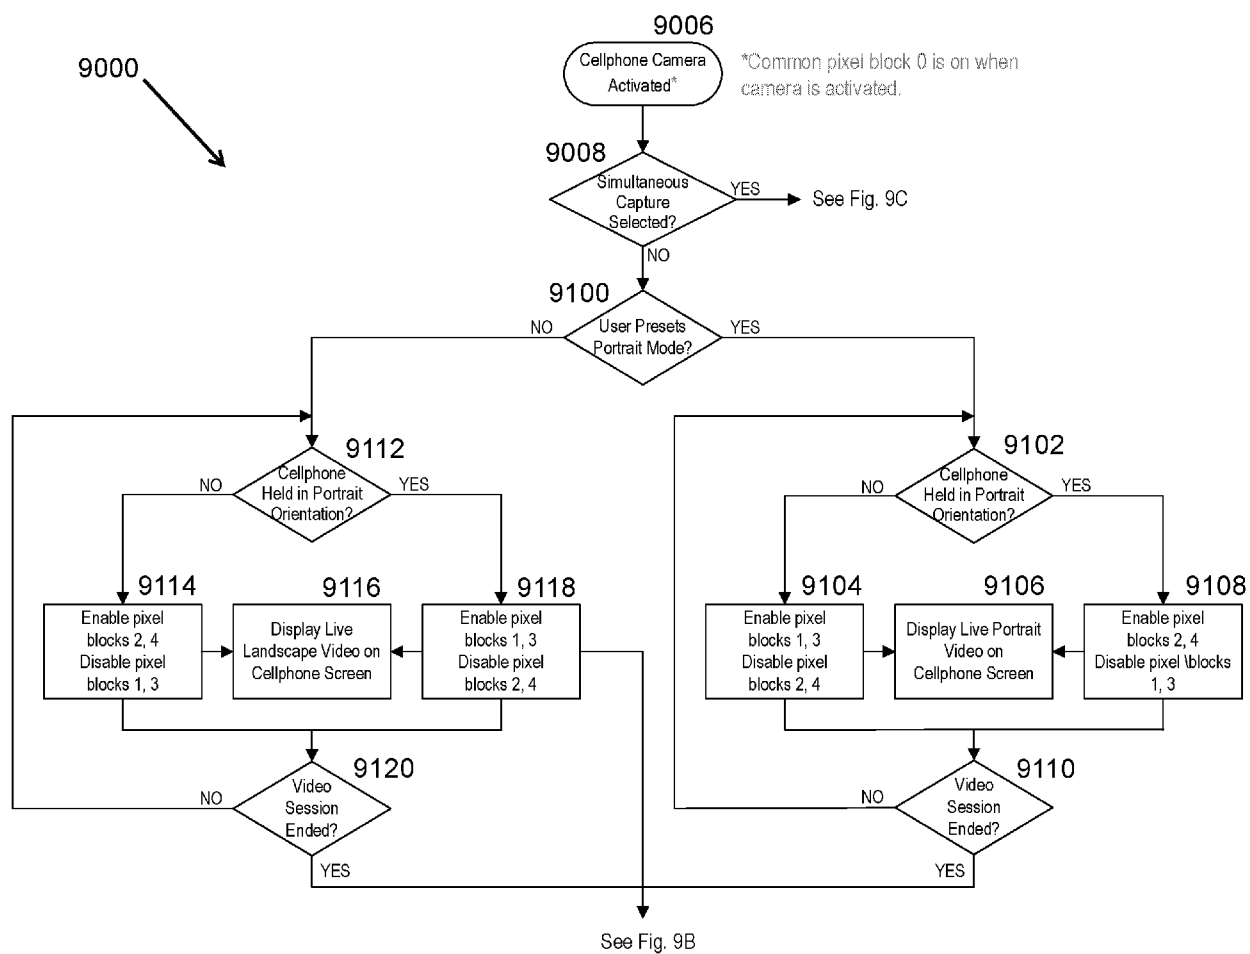 9006
9000
Cellphone Camera
Activated*
*Common pixel block 0 is on when
camera is activated.
9008
Simultaneous
Capture
Selected?
YES
See Fig. 9C
NO
9100
User Presets
Portrait Mode?
NO
YES
9112
Cellphone
Held in Portrait
Orientation?
NO
YES
9102
Cellphone
Held in Portrait
Orientation?
NO
YES
9114
Enable pixel
blocks 2, 4
Disable pixel
blocks 1, 3
9116
Display Live
Landscape Video on
Cellphone Screen
9118
Enable pixel
blocks 1, 3
Disable pixel
blocks 2, 4
9104
Enable pixel
blocks 1, 3
Disable pixel
blocks 2, 4
9106
Display Live Portrait
Video on
Cellphone Screen
9108
Enable pixel
blocks 2, 4
Disable pixel \blocks
1, 3
9120
Video
Session
Ended?
NO
YES
9110
Video
Session
Ended?
NO
YES
See Fig. 9B